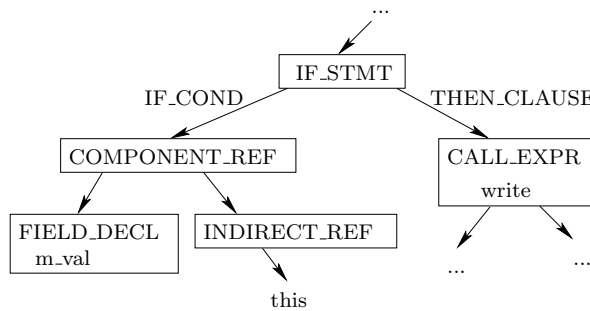 ...
IF_STMT
IF_COND
THEN_CLAUSE
COMPONENT_REF
CALL_EXPR
write
FIELD_DECL
m_val
INDIRECT_REF
...
...
this